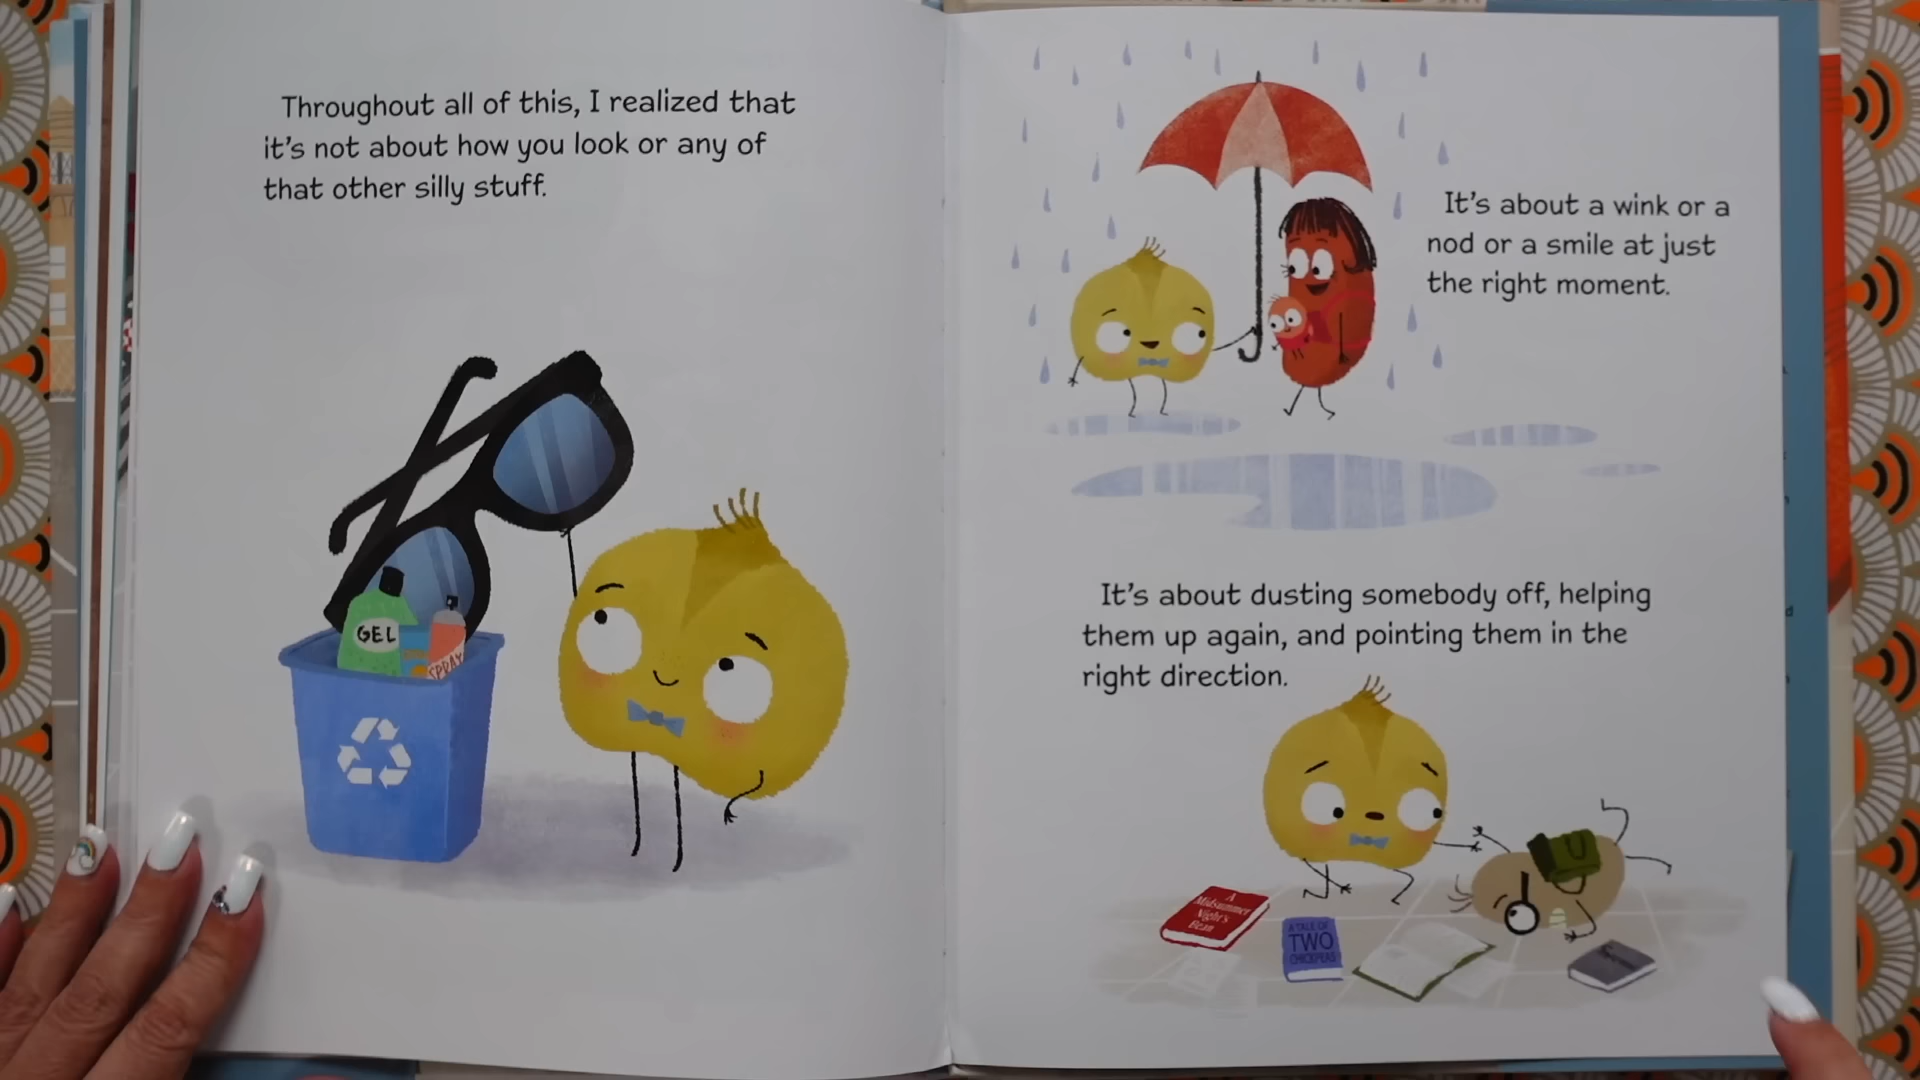 Throughout all of this, I realized that
it's not about how you look or any of
that other silly stuff.
GEL
SPRAY
It's about a wink or a
nod or a smile at just
the right moment.
It's about dusting somebody off, helping
them up again, and pointing them in the
right direction.
A
Midsummer
Night's
Bean
A TALE OF
TWO
CHICKPEAS